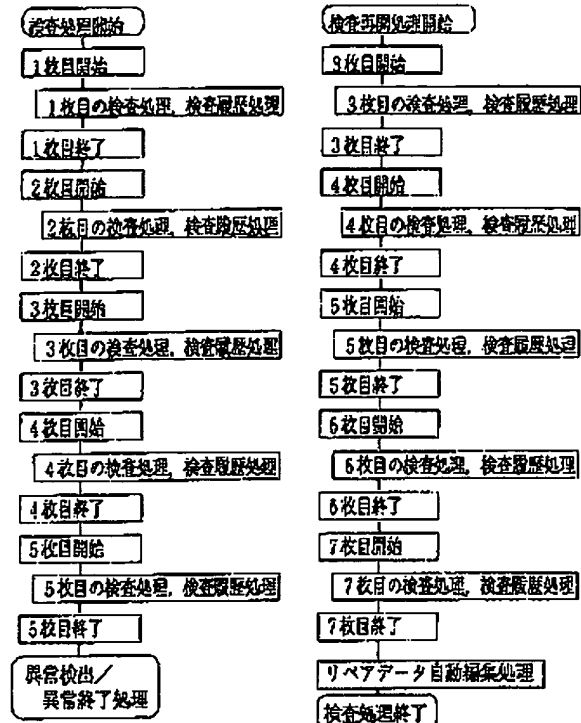 検査処理開始
1枚目開始
1枚目の検査処理，検査履歴処理
1枚目終了
2枚目開始
2枚目の検査処理，検査履歴処理
2枚目終了
3枚目開始
3枚目の検査処理，検査履歴処理
3枚目終了
4枚目開始
4枚目の検査処理，検査履歴処理
4枚目終了
5枚目開始
5枚目の検査処理，検査履歴処理
5枚目終了
異常検出／
異常終了処理
検査再開処理開始
3枚目開始
3枚目の検査処理，検査履歴処理
3枚目終了
4枚目開始
4枚目の検査処理，検査履歴処理
4枚目終了
5枚目開始
5枚目の検査処理，検査履歴処理
5枚目終了
6枚目開始
6枚目の検査処理，検査履歴処理
6枚目終了
7枚目開始
7枚目の検査処理，検査履歴処理
7枚目終了
リペアデータ自動編集処理
検査処理終了